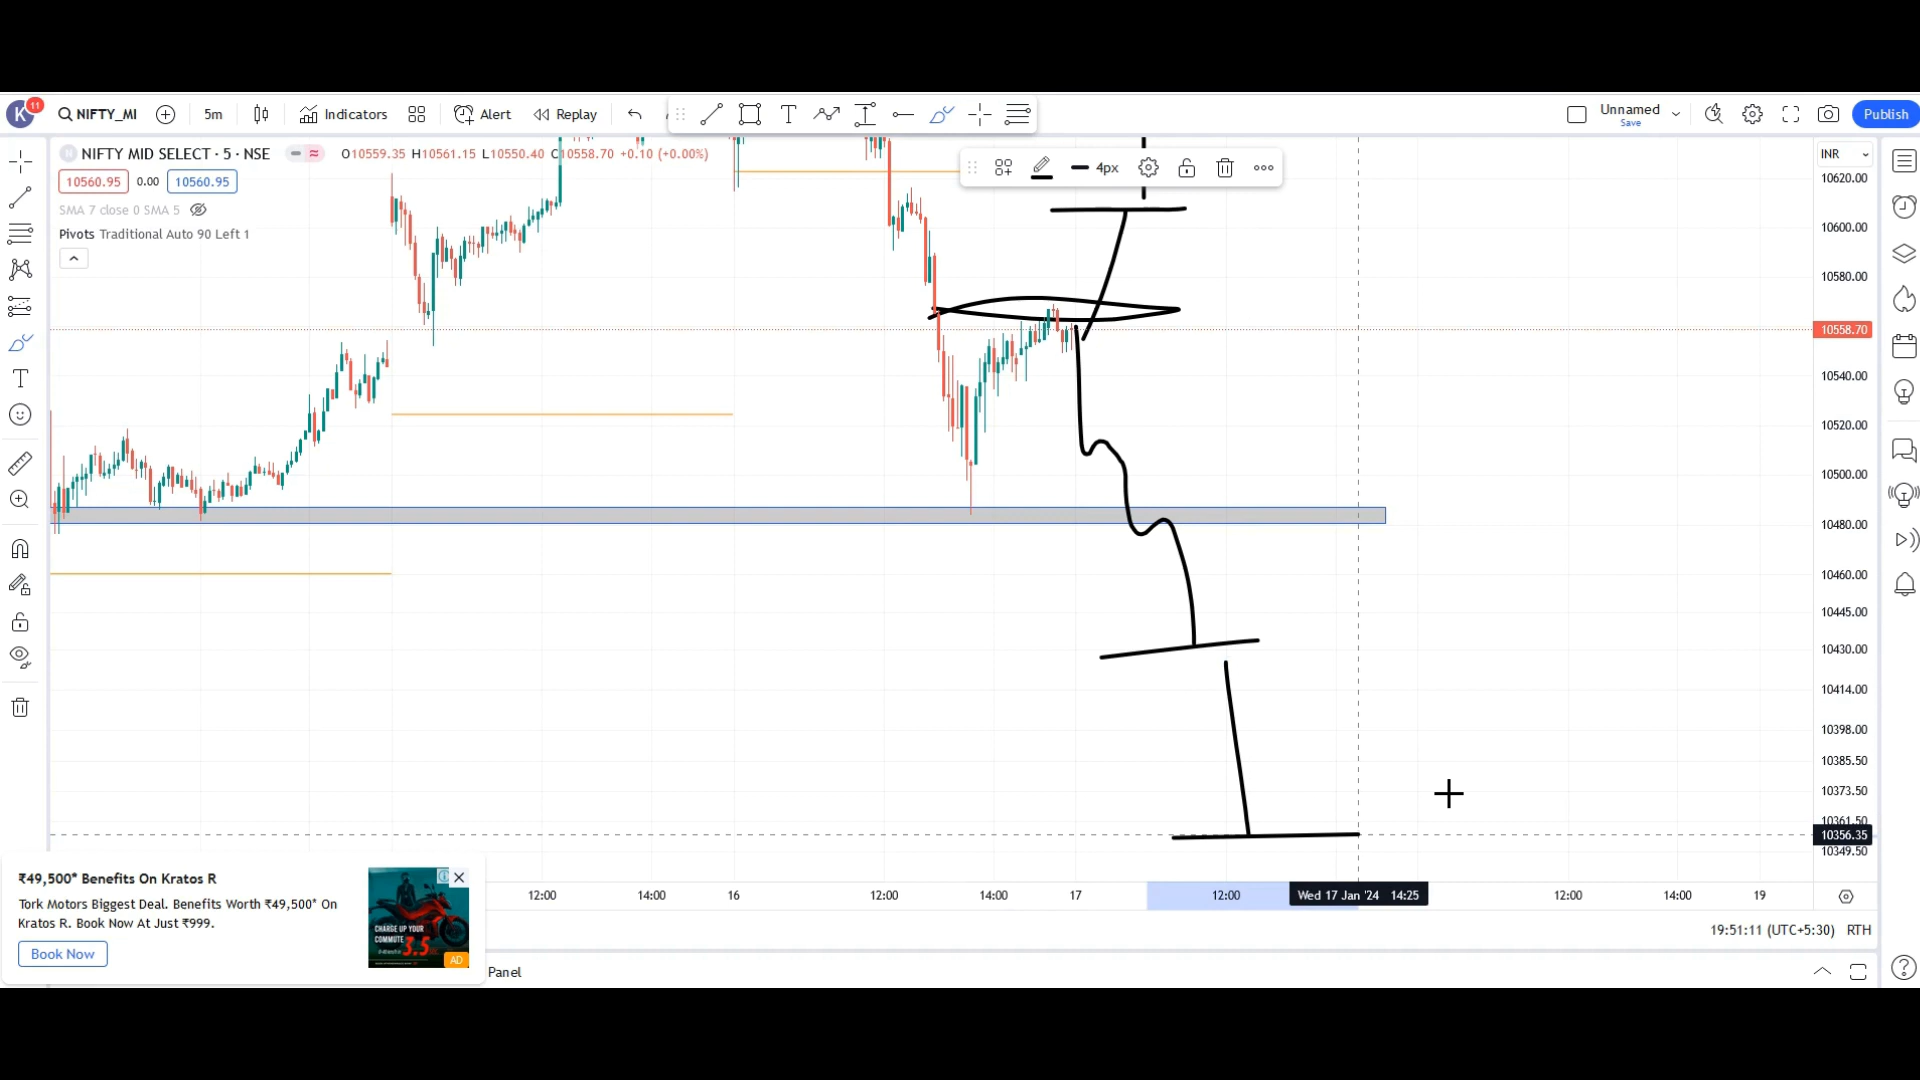 K 11 NIFTY_MI 5m Indicators Alert Replay Unnamed Save Publish
NIFTY MID SELECT · 5 · NSE O10559.35 H10561.15 L10550.40 C10558.70 +0.10 (+0.00%)
4px
INR
10560.95 0.00 10560.95
SMA 7 close 0 SMA 5
Pivots Traditional Auto 90 Left 1
10620.00
10600.00
10580.00
10558.70
10540.00
10520.00
10500.00
10480.00
10460.00
10445.00
10430.00
10414.00
10398.00
10385.50
10373.50
10361.50
10356.35
10349.50
₹49,500* Benefits On Kratos R
Tork Motors Biggest Deal. Benefits Worth ₹49,500* On
Kratos R. Book Now At Just ₹999.
Book Now
CHARGE UP YOUR
COMMUTE
3.5
AD
12:00 14:00 16 12:00 14:00 17 12:00 Wed 17 Jan '24 14:25 12:00 14:00 19
19:51:11 (UTC+5:30) RTH
Panel